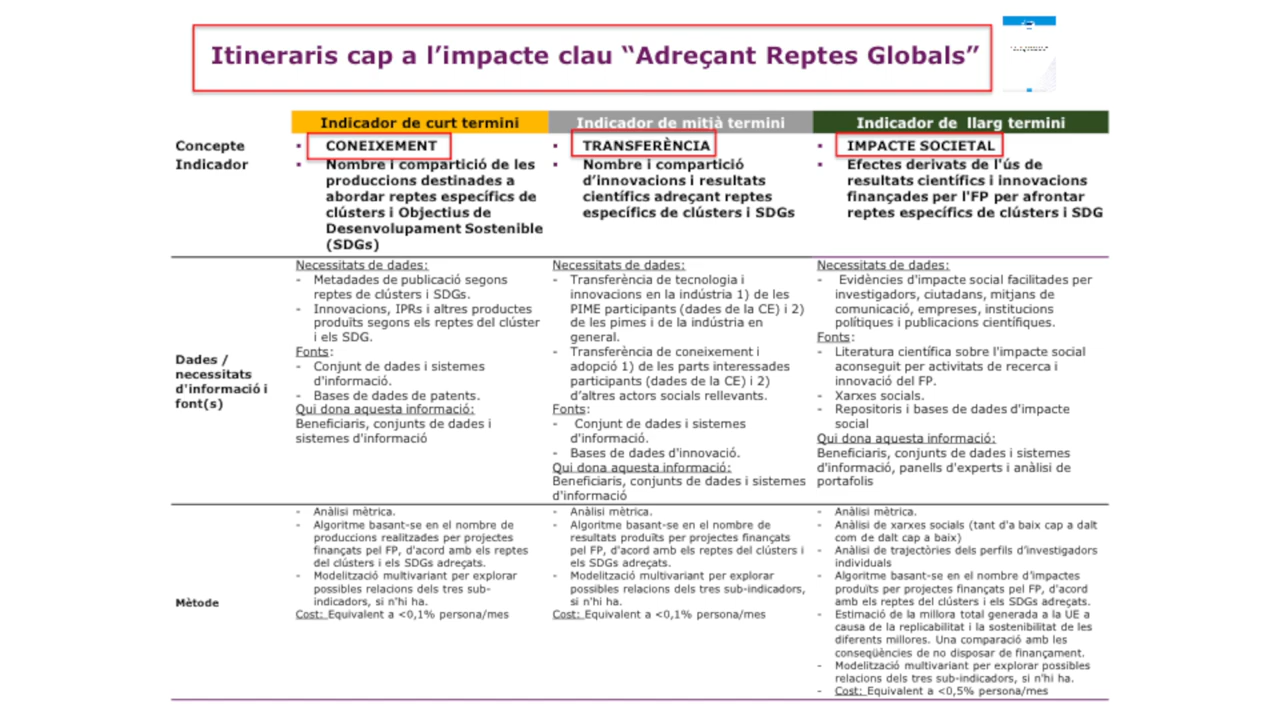 Itineraris cap a l’impacte clau “Adreçant Reptes Globals”
Indicador de curt termini
Indicador de mitjà termini
Indicador de llarg termini
Concepte
▪ CONEIXEMENT
▪ TRANSFERÈNCIA
▪ IMPACTE SOCIETAL
Indicador
▪ Nombre i compartició de les
produccions destinades a
abordar reptes específics de
clústers i Objectius de
Desenvolupament Sostenible
(SDGs)
▪ Nombre i compartició
d’innovacions i resultats
científics adreçant reptes
específics de clústers i SDGs
▪ Efectes derivats de l'ús de
resultats científics i innovacions
finançades per l'FP per afrontar
reptes específics de clústers i SDG
Dades /
necessitats
d'informació i
font(s)
Necessitats de dades:
- Metadades de publicació segons
reptes de clústers i SDGs.
- Innovacions, IPRs i altres productes
produïts segons els reptes del clúster
i els SDG.
Fonts:
- Conjunt de dades i sistemes
d'informació.
- Bases de dades de patents.
Qui dona aquesta informació:
Beneficiaris, conjunts de dades i
sistemes d'informació
Necessitats de dades:
- Transferència de tecnologia i
innovacions en la indústria 1) de les
PIME participants (dades de la CE) i 2)
de les pimes i de la indústria en
general.
- Transferència de coneixement i
adopció 1) de les parts interessades
participants (dades de la CE) i 2)
d’altres actors socials rellevants.
Fonts:
- Conjunt de dades i sistemes
d'informació.
- Bases de dades d'innovació.
Qui dona aquesta informació:
Beneficiaris, conjunts de dades i sistemes
d'informació
Necessitats de dades:
- Evidències d'impacte social facilitades per
investigadors, ciutadans, mitjans de
comunicació, empreses, institucions
polítiques i publicacions científiques.
Fonts:
- Literatura científica sobre l'impacte social
aconseguit per activitats de recerca i
innovació del FP.
- Xarxes socials.
- Repositoris i bases de dades d'impacte
social
Qui dona aquesta informació:
Beneficiaris, conjunts de dades i sistemes
d'informació, panells d'experts i anàlisi de
portafolis
Mètode
- Anàlisi mètrica.
- Algoritme basant-se en el nombre de
produccions realitzades per projectes
finançats pel FP, d'acord amb els reptes
del clústers i els SDGs adreçats.
- Modelització multivariant per explorar
possibles relacions dels tres sub-
indicadors, si n'hi ha.
Cost: Equivalent a <0,1% persona/mes
- Anàlisi mètrica.
- Algoritme basant-se en el nombre de
resultats produïts per projectes finançats
pel FP, d'acord amb els reptes del clústers i
els SDGs adreçats.
- Modelització multivariant per explorar
possibles relacions dels tres sub-indicadors,
si n'hi ha.
Cost: Equivalent a <0,1% persona/mes
- Anàlisi mètrica.
- Anàlisi de xarxes socials (tant d'a baix cap a dalt
com de dalt cap a baix)
- Anàlisi de trajectòries dels perfils d’investigadors
individuals
- Algoritme basant-se en el nombre d’impactes
produïts per projectes finançats pel FP, d'acord
amb els reptes del clústers i els SDGs adreçats.
- Estimació de la millora total generada a la UE a
causa de la replicabilitat i la sostenibilitat de les
diferents millores. Una comparació amb les
conseqüències de no disposar de finançament.
- Modelització multivariant per explorar possibles
relacions dels tres sub-indicadors, si n'hi ha.
- Cost: Equivalent a <0,5% persona/mes